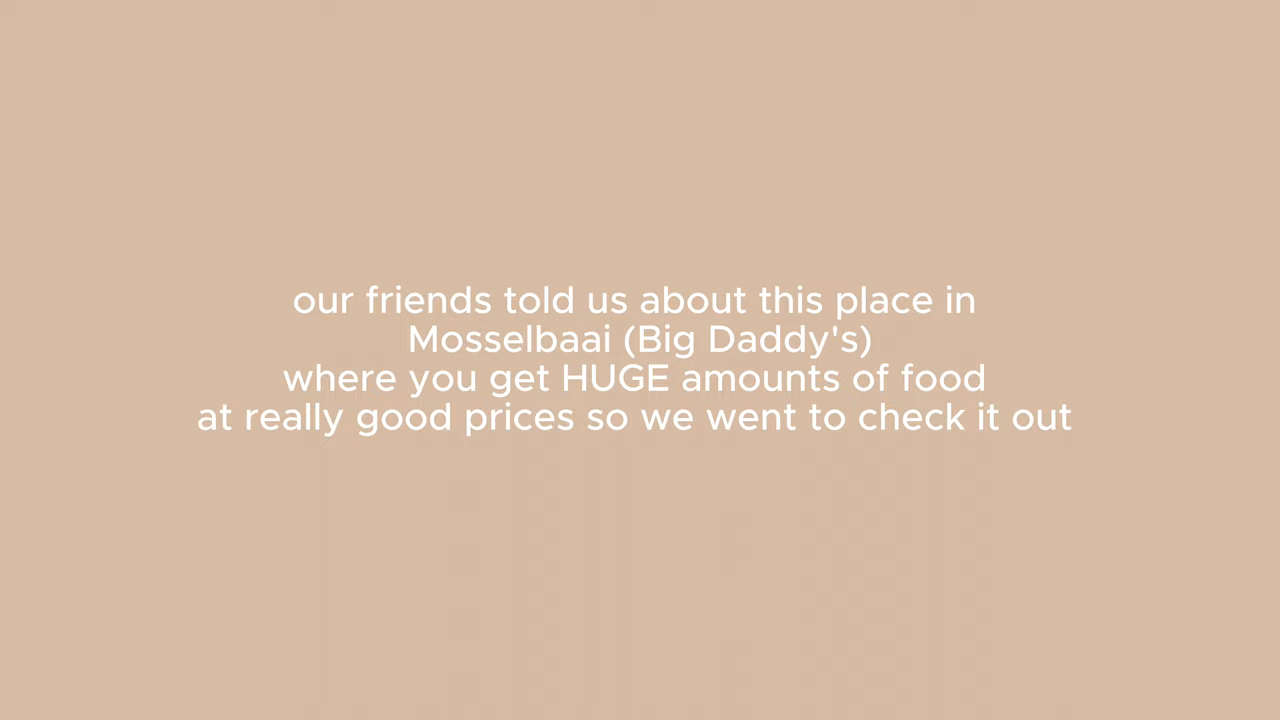 our friends told us about this place in
Mosselbaai (Big Daddy's)
where you get HUGE amounts of food
at really good prices so we went to check it out